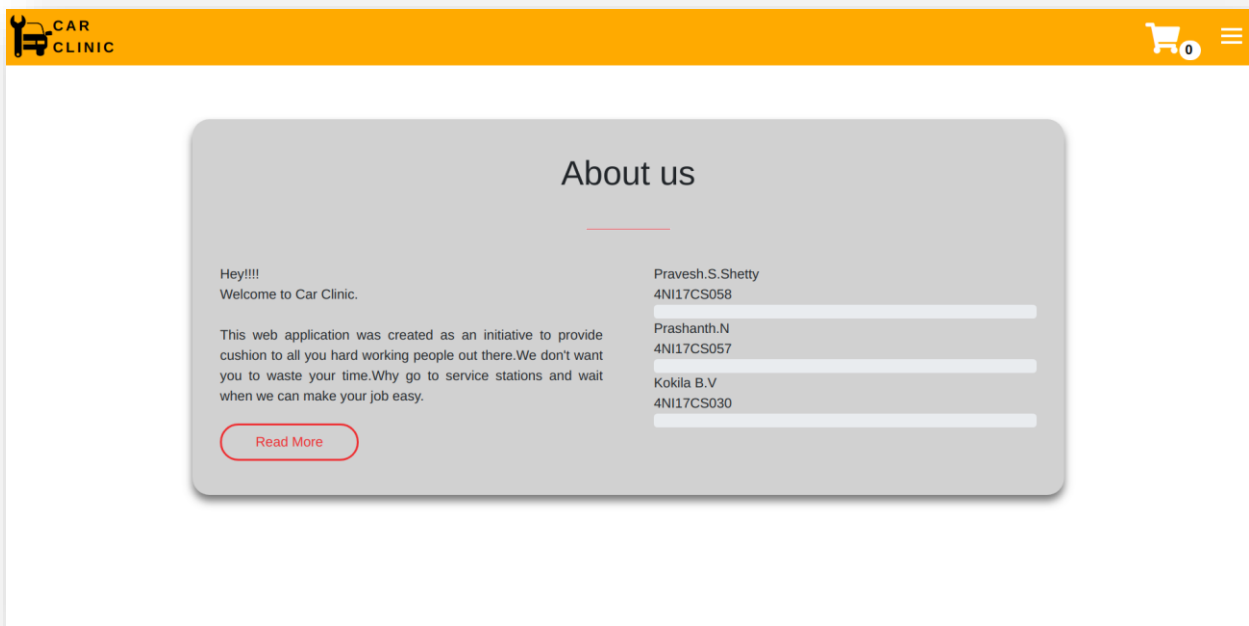 CAR
CLINIC
0
About us
Hey!!!!
Welcome to Car Clinic.
This web application was created as an initiative to provide
cushion to all you hard working people out there.We don't want
you to waste your time.Why go to service stations and wait
when we can make your job easy.
Read More
Pravesh.S.Shetty
4NI17CS058
Prashanth.N
4NI17CS057
Kokila B.V
4NI17CS030